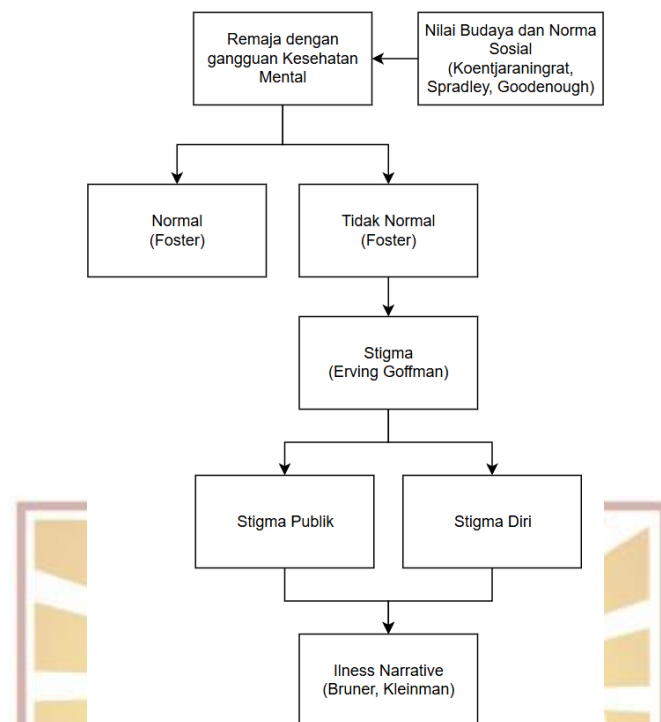 Remaja dengan
gangguan Kesehatan
Mental
Nilai Budaya dan Norma
Sosial
(Koentjaraningrat,
Spradley, Goodenough)
Normal
(Foster)
Tidak Normal
(Foster)
Stigma
(Erving Goffman)
Stigma Publik
Stigma Diri
Ilness Narrative
(Bruner, Kleinman)